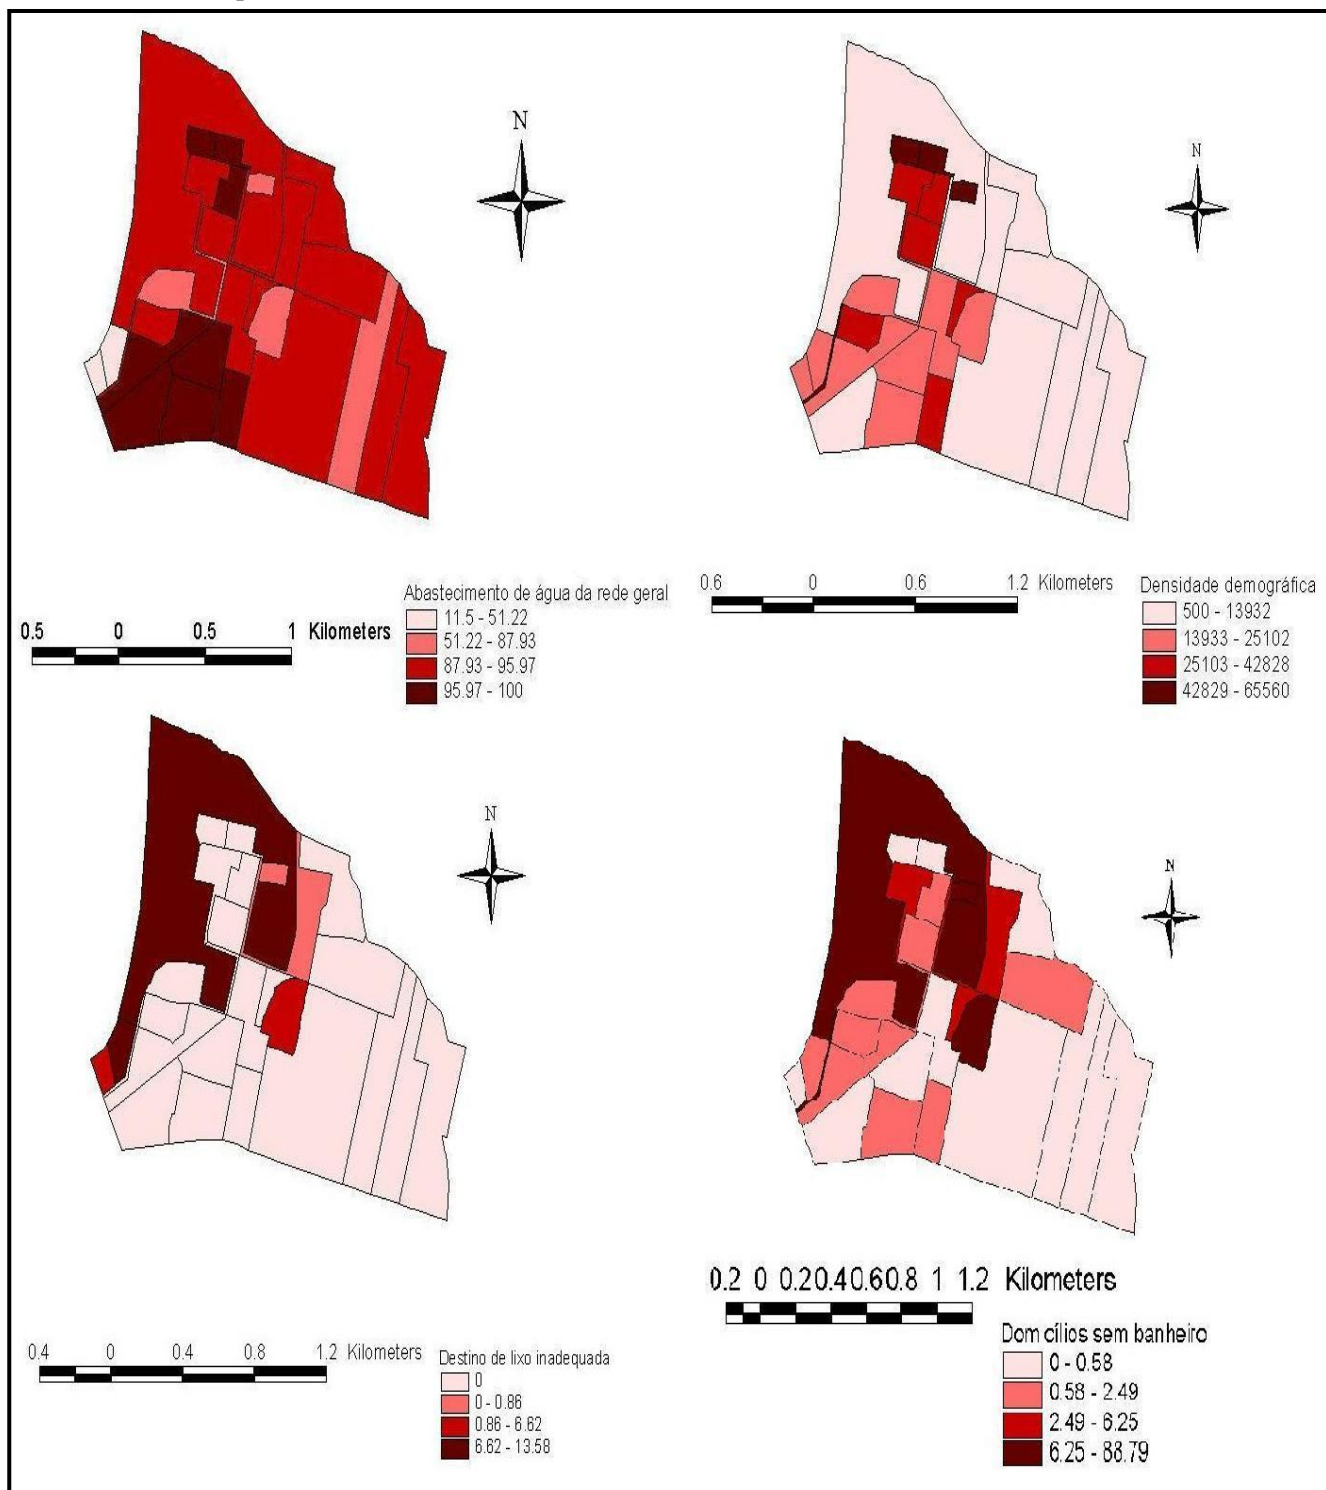 N
N
Abastecimento de água da rede geral
11.5 - 51.22
51.22 - 87.93
87.93 - 95.97
95.97 - 100
0.5 0 0.5 1 Kilometers
0.6 0 0.6 1.2 Kilometers
Densidade demográfica
500 - 13932
13933 - 25102
25103 - 42828
42829 - 65560
N
N
0.4 0 0.4 0.8 1.2 Kilometers
Destino de lixo inadequada
0
0 - 0.86
0.86 - 6.62
6.62 - 13.58
0.2 0 0.20.40.60.8 1 1.2 Kilometers
Dom cílios sem banheiro
0 - 0.58
0.58 - 2.49
2.49 - 6.25
6.25 - 88.79